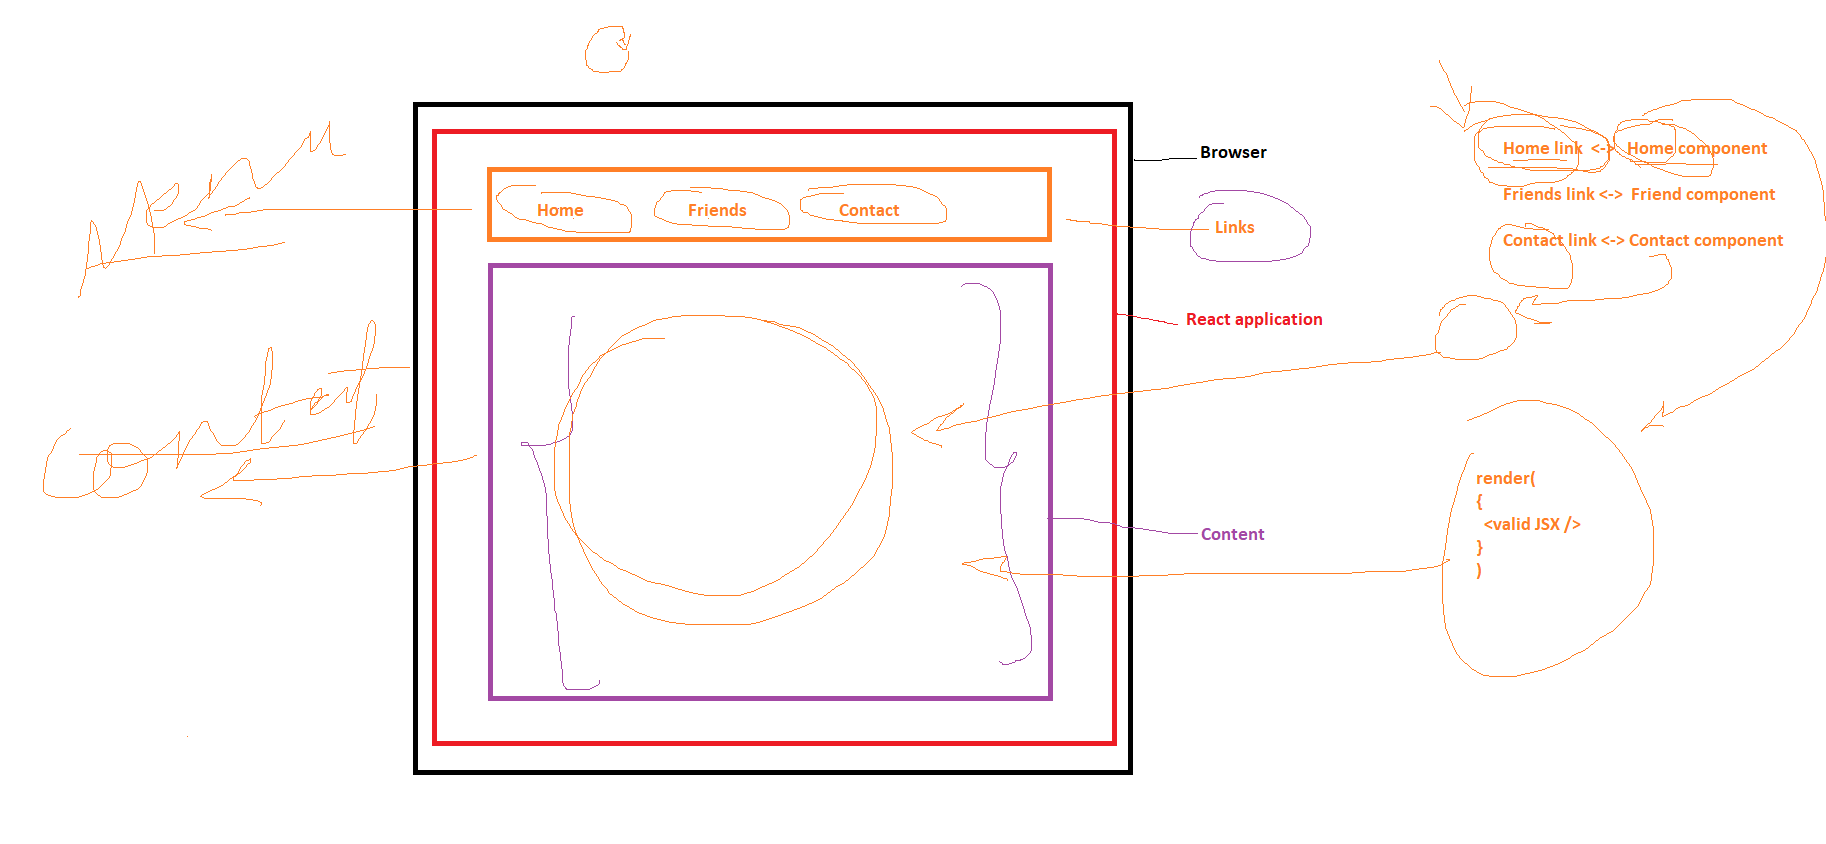 Menu
Home Friends Contact
Browser
Links
Home link <-> Home component
Friends link <-> Friend component
Contact link <-> Contact component
React application
Content
Content
render(
{
<valid JSX />
}
)